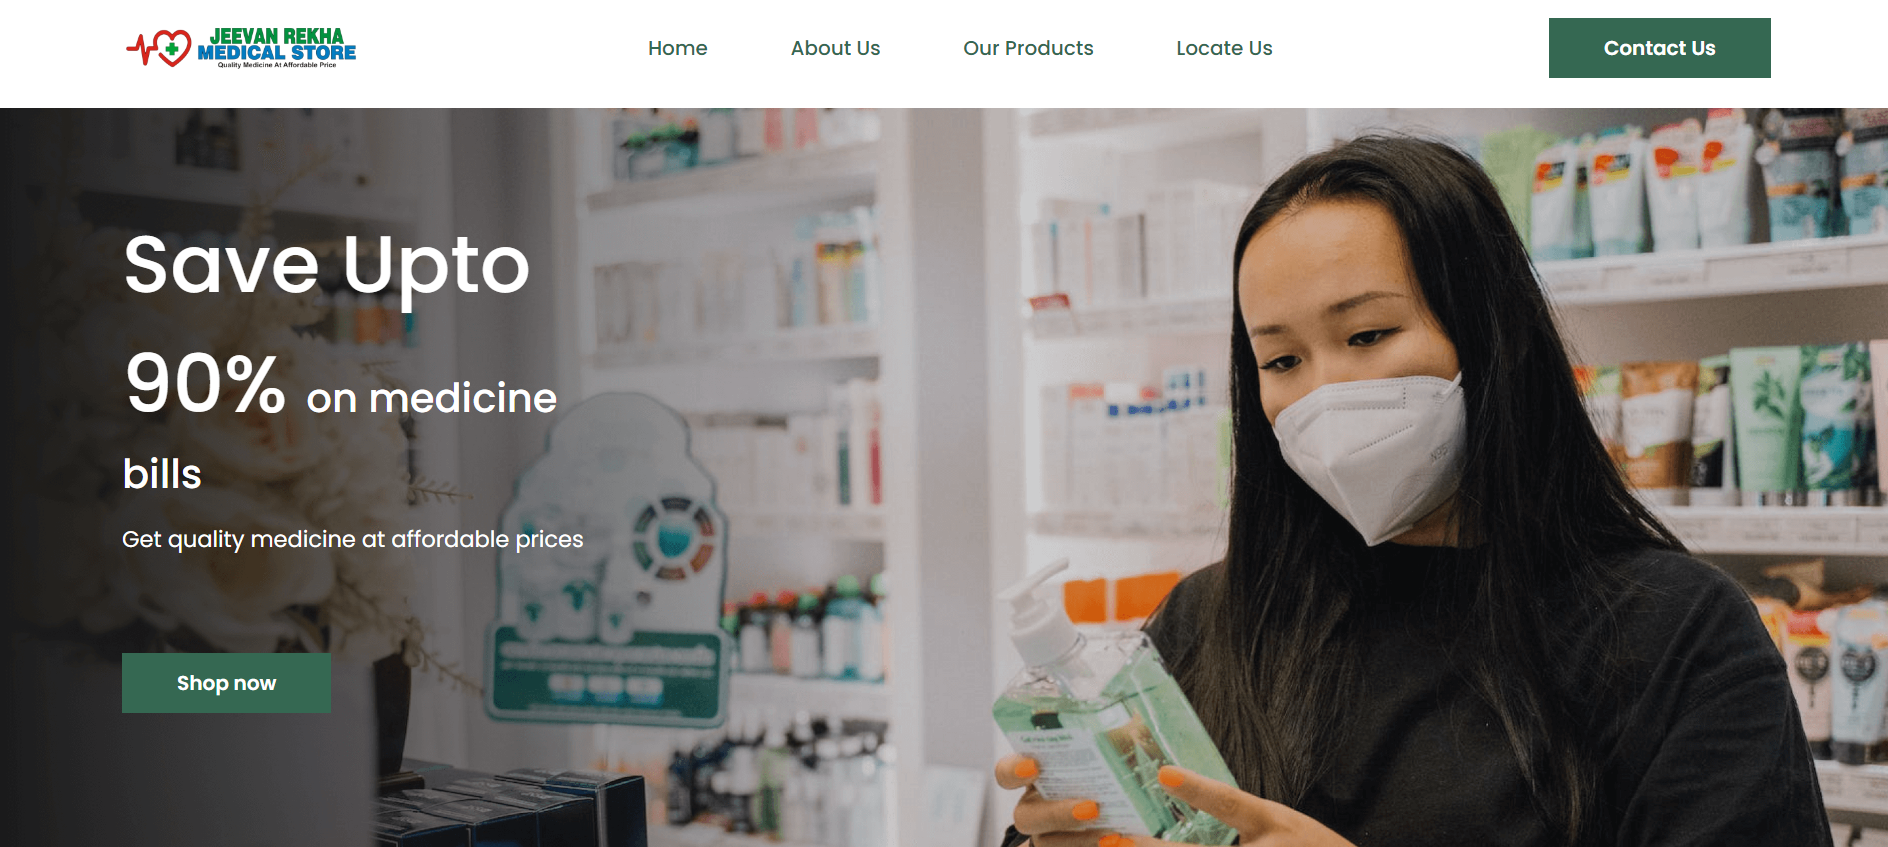 JEEVAN REKHA
MEDICAL STORE
Quality Medicine At Affordable Price
Home
About Us
Our Products
Locate Us
Contact Us
Save Upto
90% on medicine
bills
Get quality medicine at affordable prices
Shop now